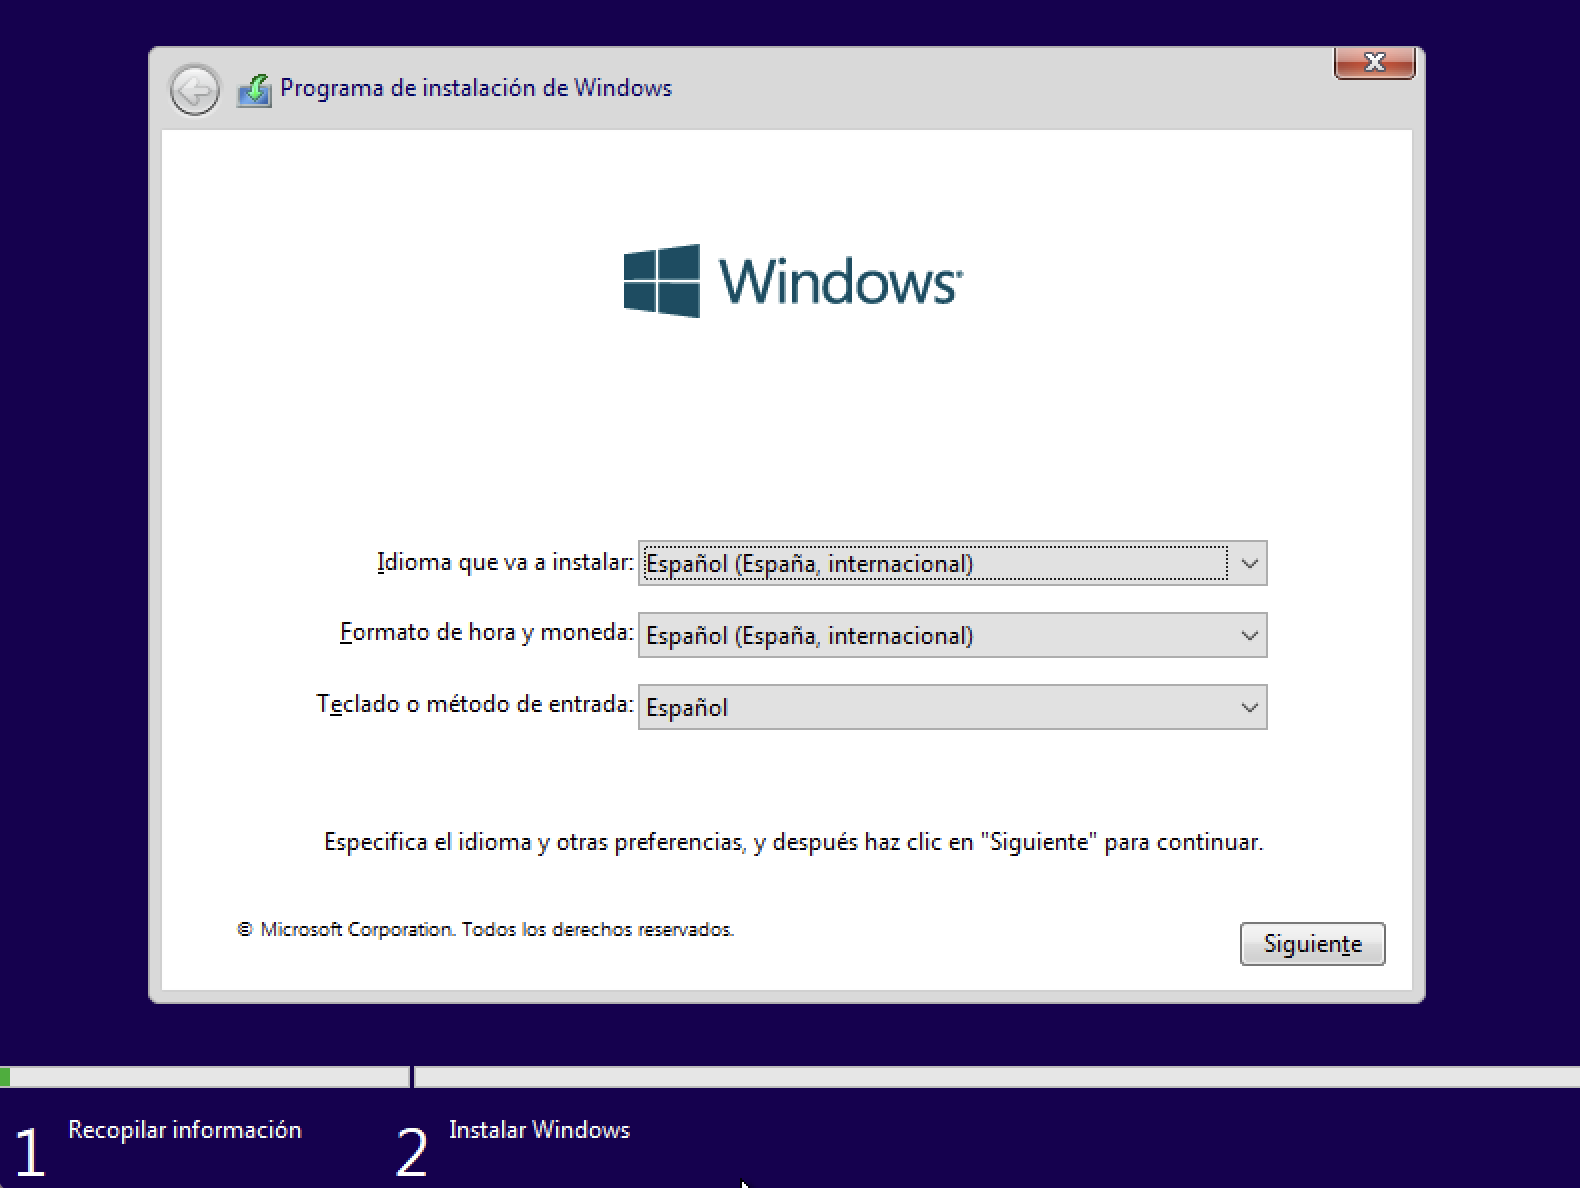 Programa de instalación de Windows
Windows
Idioma que va a instalar: Español (España, internacional)
Formato de hora y moneda: Español (España, internacional)
Teclado o método de entrada: Español
Especifica el idioma y otras preferencias, y después haz clic en "Siguiente" para continuar.
© Microsoft Corporation. Todos los derechos reservados.
Siguiente
1 Recopilar información
2 Instalar Windows